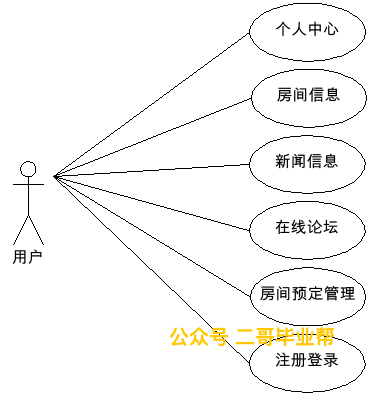 个人中心
房间信息
新闻信息
在线论坛
用户
房间预定管理
公众号 二哥毕业帮
注册登录